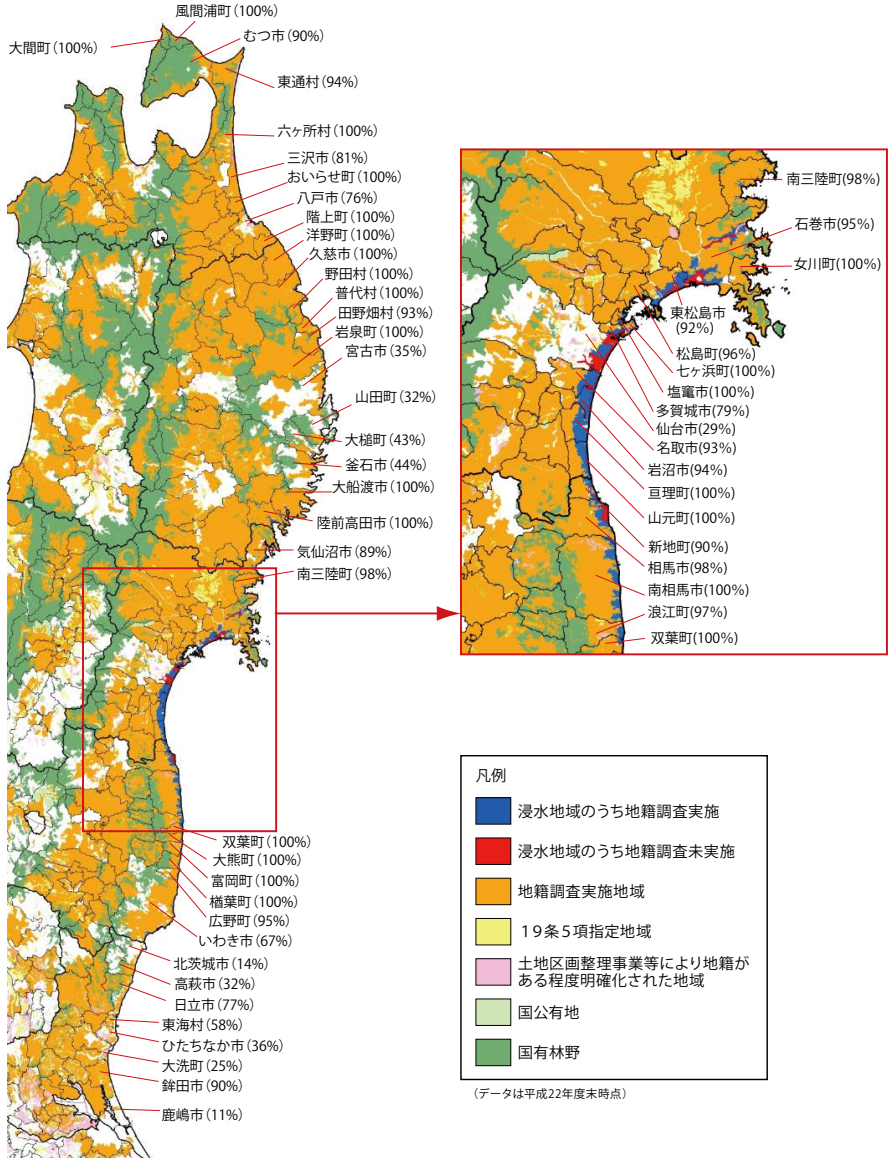 風間浦町(100%)
大間町(100%)
むつ市(90%)
東通村(94%)
六ヶ所村(100%)
三沢市(81%)
おいらせ町(100%)
八戸市(76%)
階上町(100%)
洋野町(100%)
久慈市(100%)
野田村(100%)
普代村(100%)
田野畑村(93%)
岩泉町(100%)
宮古市(35%)
山田町(32%)
大槌町(43%)
釜石市(44%)
大船渡市(100%)
陸前高田市(100%)
気仙沼市(89%)
南三陸町(98%)
双葉町(100%)
大熊町(100%)
富岡町(100%)
楢葉町(100%)
広野町(95%)
いわき市(67%)
北茨城市(14%)
高萩市(32%)
日立市(77%)
東海村(58%)
ひたちなか市(36%)
大洗町(25%)
鉾田市(90%)
鹿嶋市(11%)
南三陸町(98%)
石巻市(95%)
女川町(100%)
東松島市
(92%)
松島町(96%)
七ヶ浜町(100%)
塩竃市(100%)
多賀城市(79%)
仙台市(29%)
名取市(93%)
岩沼市(94%)
亘理町(100%)
山元町(100%)
新地町(90%)
相馬市(98%)
南相馬市(100%)
浪江町(97%)
双葉町(100%)
凡例
浸水地域のうち地籍調査実施
浸水地域のうち地籍調査未実施
地籍調査実施地域
19条5項指定地域
土地区画整理事業等により地籍が
ある程度明確化された地域
国公有地
国有林野
(データは平成22年度末時点)